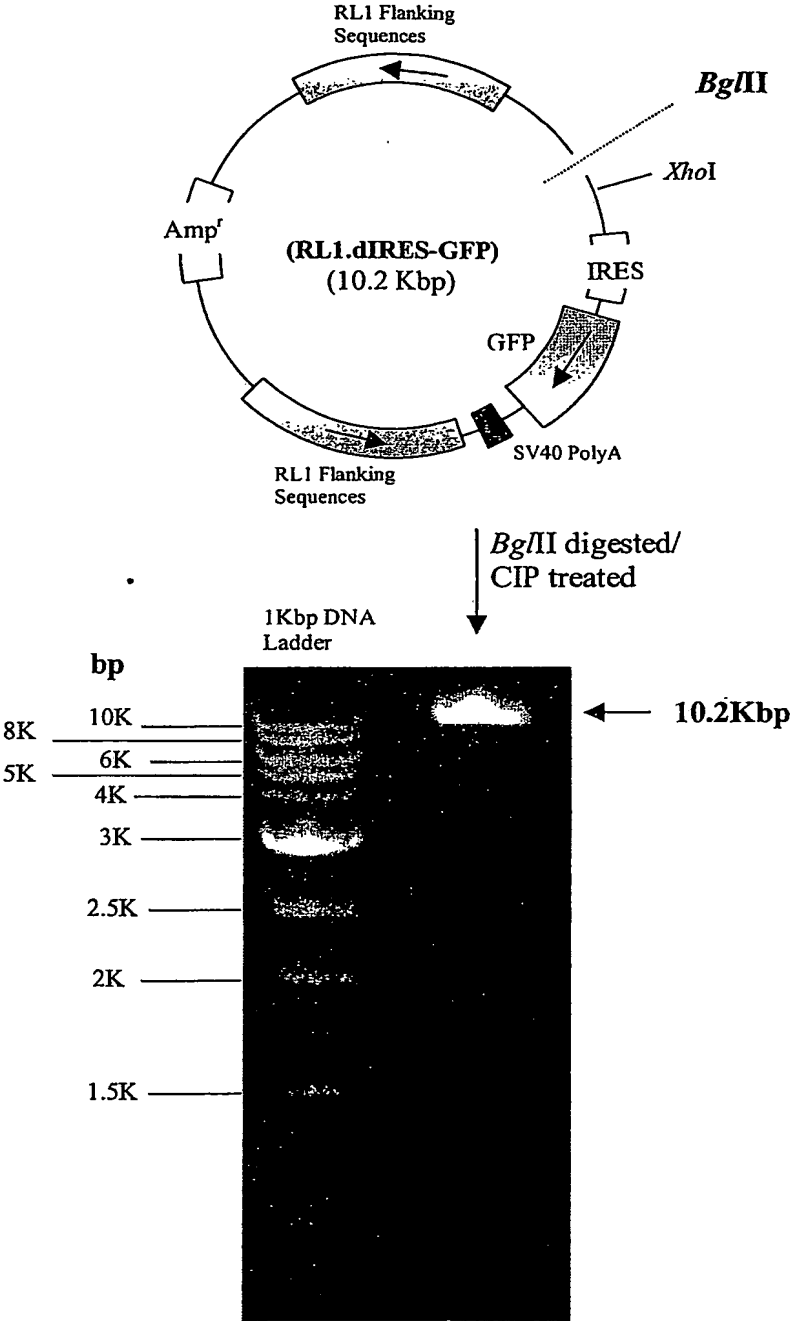 RL1 Flanking
Sequences
BglII
XhoI
Ampʳ
(RL1.dIRES-GFP)
(10.2 Kbp)
IRES
GFP
SV40 PolyA
RL1 Flanking
Sequences
BglII digested/
CIP treated
1Kbp DNA
Ladder
bp
10K
8K
6K
5K
4K
3K
2.5K
2K
1.5K
10.2Kbp